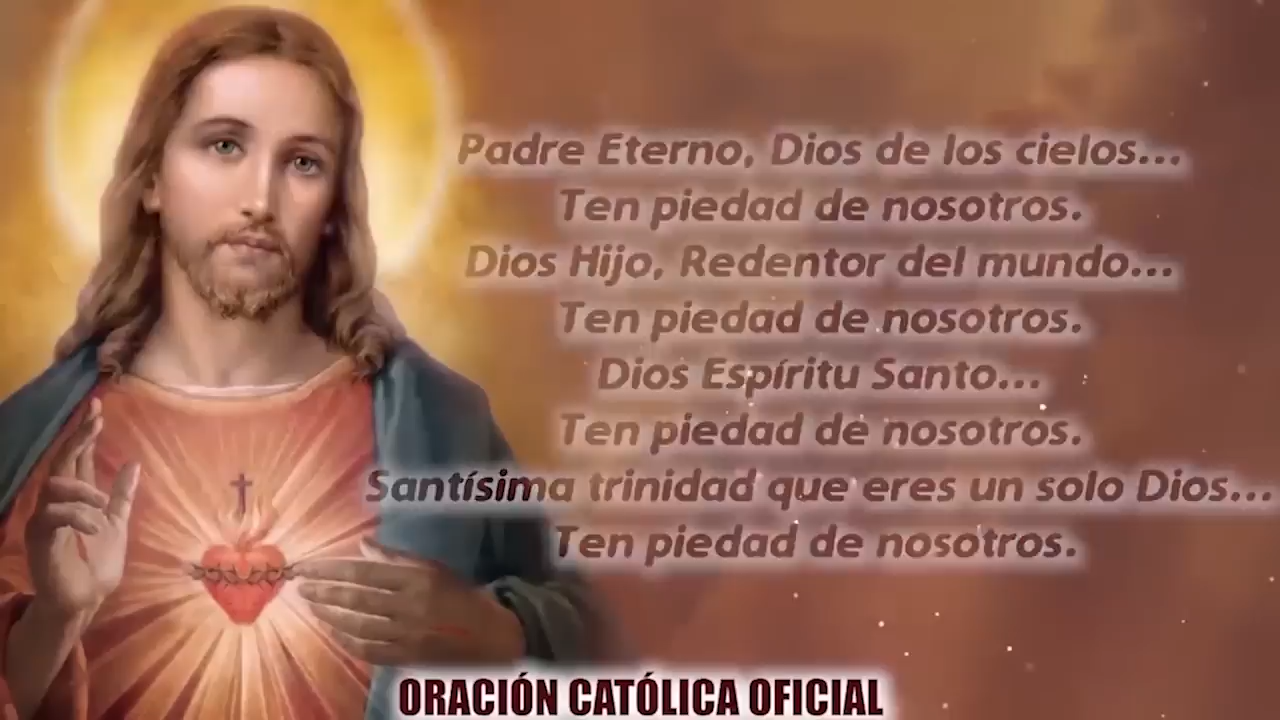 Padre Eterno, Dios de los cielos...
Ten piedad de nosotros.
Dios Hijo, Redentor del mundo...
Ten piedad de nosotros.
Dios Espíritu Santo...
Ten piedad de nosotros.
Santísima trinidad que eres un solo Dios...
Ten piedad de nosotros.
ORACIÓN CATÓLICA OFICIAL